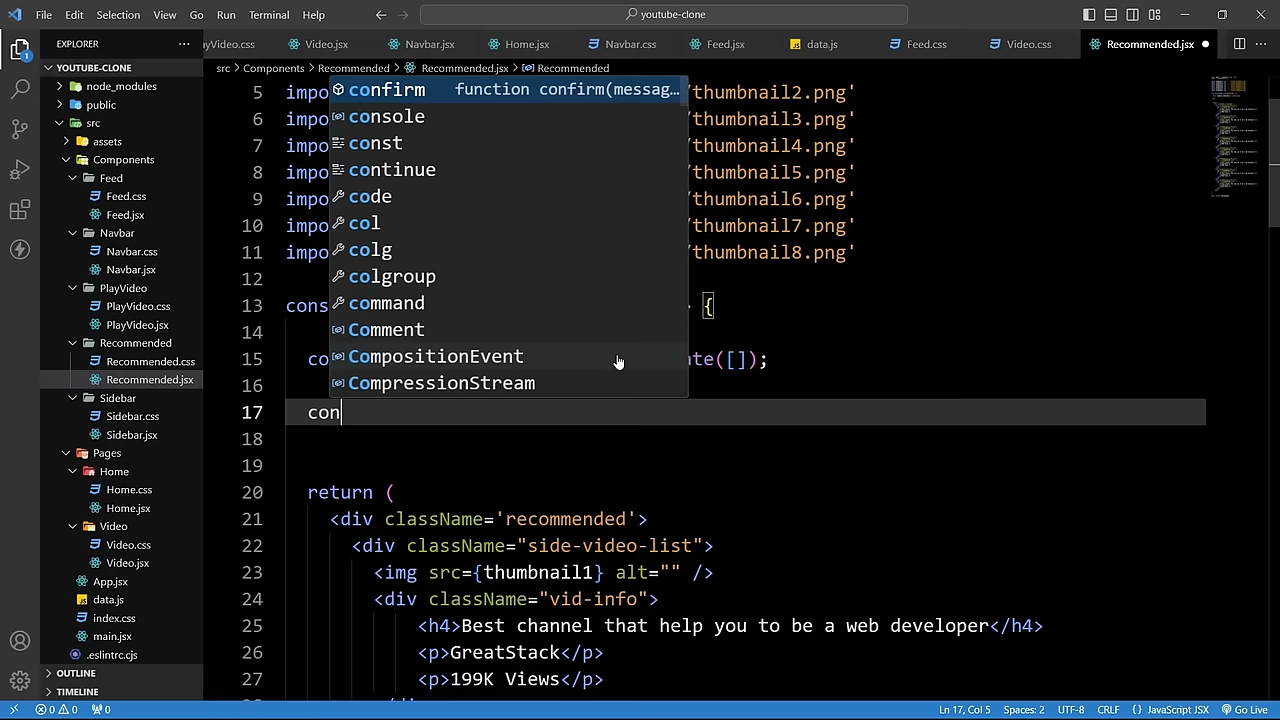 File Edit Selection View Go Run Terminal Help
youtube-clone
EXPLORER
ayVideo.css Video.jsx Navbar.jsx Home.jsx Navbar.css Feed.jsx data.js Feed.css Video.css Recommended.jsx
YOUTUBE-CLONE
src > Components > Recommended > Recommended.jsx > Recommended
node_modules
public
src
assets
Components
Feed
Feed.css
Feed.jsx
Navbar
Navbar.css
Navbar.jsx
PlayVideo
PlayVideo.css
PlayVideo.jsx
Recommended
Recommended.css
Recommended.jsx
Sidebar
Sidebar.css
Sidebar.jsx
Pages
Home
Home.css
Home.jsx
Video
Video.css
Video.jsx
App.jsx
data.js
index.css
main.jsx
.eslintrc.cjs
OUTLINE
TIMELINE
1
confirm function confirm(messag…
console
const
continue
code
col
colg
colgroup
command
Comment
CompositionEvent
CompressionStream
5 impo /thumbnail2.png'
6 impo /thumbnail3.png'
7 impo /thumbnail4.png'
8 impo /thumbnail5.png'
9 impo /thumbnail6.png'
10 impo /thumbnail7.png'
11 impo /thumbnail8.png'
12
13 cons {
14
15 co ate([]);
16
17 con
18
19
20 return (
21 <div className='recommended'>
22 <div className="side-video-list">
23 <img src={thumbnail1} alt="" />
24 <div className="vid-info">
25 <h4>Best channel that help you to be a web developer</h4>
26 <p>GreatStack</p>
27 <p>199K Views</p>
0 0 0 Ln 17, Col 5 Spaces: 2 UTF-8 CRLF {} JavaScript JSX Go Live